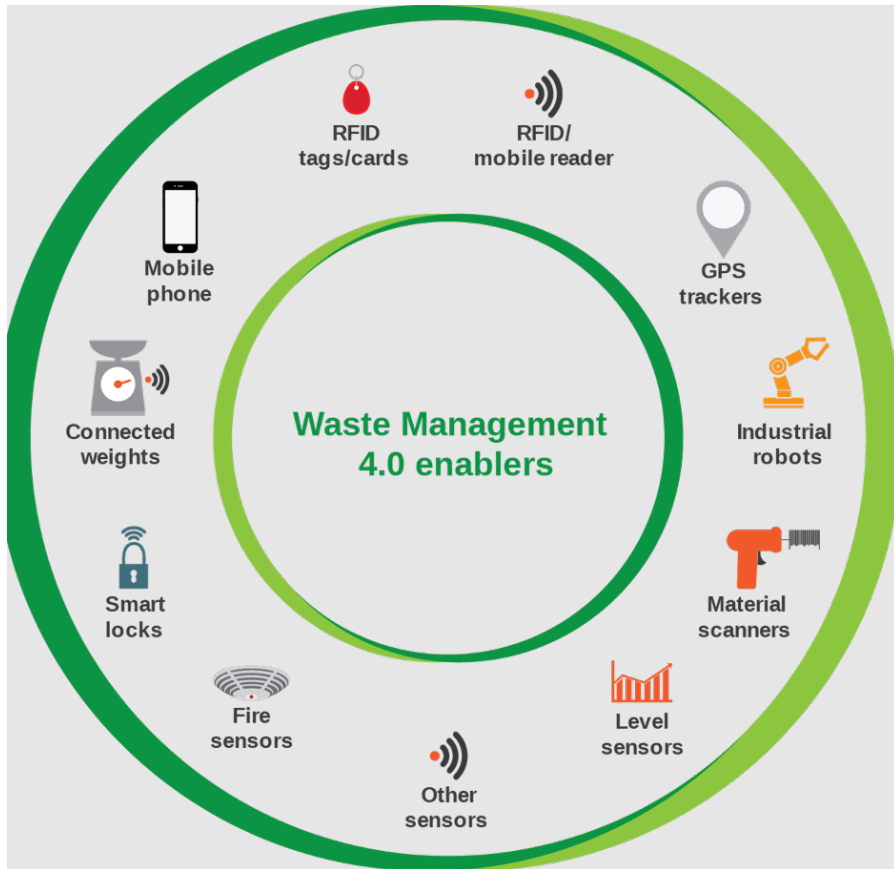 RFID
tags/cards
RFID/
mobile reader
GPS
trackers
Industrial
robots
Material
scanners
Level
sensors
Other
sensors
Fire
sensors
Smart
locks
Connected
weights
Mobile
phone
Waste Management
4.0 enablers